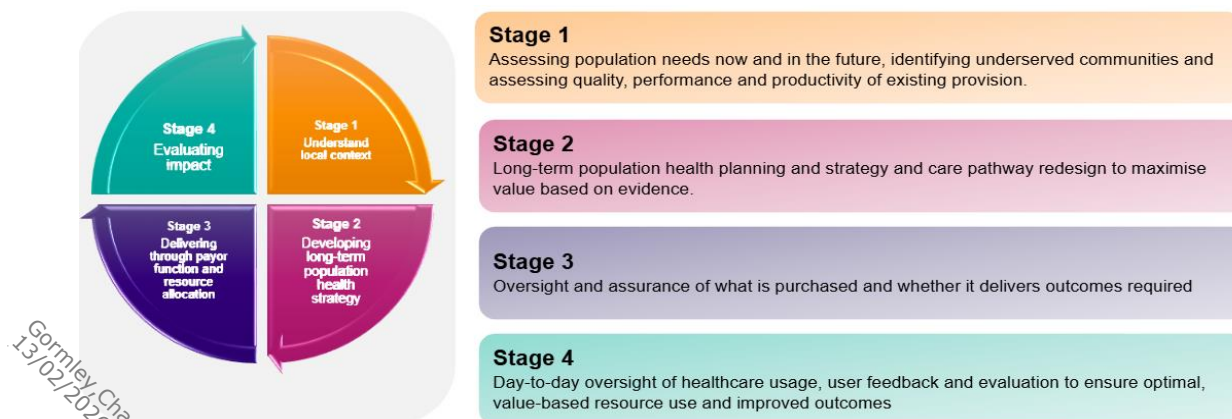 Stage 4
Evaluating
impact
Stage 1
Understand
local context
Stage 3
Delivering
through payor
function and
resource
allocation
Stage 2
Developing
long-term
population
health
strategy
Stage 1
Assessing population needs now and in the future, identifying underserved communities and
assessing quality, performance and productivity of existing provision.
Stage 2
Long-term population health planning and strategy and care pathway redesign to maximise
value based on evidence.
Stage 3
Oversight and assurance of what is purchased and whether it delivers outcomes required
Stage 4
Day-to-day oversight of healthcare usage, user feedback and evaluation to ensure optimal,
value-based resource use and improved outcomes
Gormley